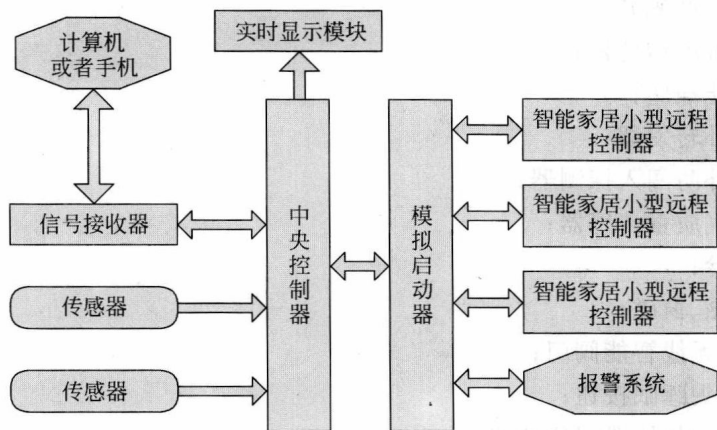 实时显示模块
计算机
或者手机
智能家居小型远程
控制器
信号接收器
中央控制器
模拟启动器
智能家居小型远程
控制器
传感器
智能家居小型远程
控制器
传感器
报警系统